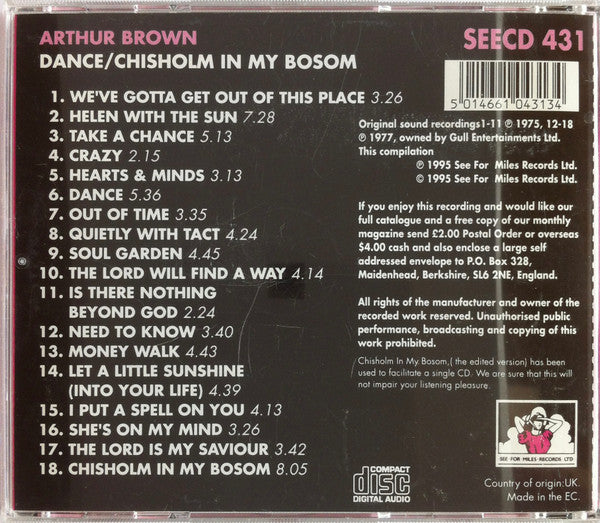 ARTHUR BROWN
DANCE/CHISHOLM IN MY BOSOM
1. WE'VE GOTTA GET OUT OF THIS PLACE 3.26
2. HELEN WITH THE SUN 7.28
3. TAKE A CHANCE 5.13
4. CRAZY 2.15
5. HEARTS & MINDS 3.13
6. DANCE 5.36
7. OUT OF TIME 3.35
8. QUIETLY WITH TACT 4.24
9. SOUL GARDEN 4.45
10. THE LORD WILL FIND A WAY 4.14
11. IS THERE NOTHING
BEYOND GOD 2.24
12. NEED TO KNOW 3.40
13. MONEY WALK 4.43
14. LET A LITTLE SUNSHINE
(INTO YOUR LIFE) 4.39
15. I PUT A SPELL ON YOU 4.13
16. SHE'S ON MY MIND 3.26
17. THE LORD IS MY SAVIOUR 3.42
18. CHISHOLM IN MY BOSOM 8.05
COMPACT
disc
DIGITAL AUDIO
SEECD 431
5 014661 043134
Original sound recordings1-11 ℗ 1975, 12-18
℗ 1977, owned by Gull Entertainments Ltd.
This compilation
℗ 1995 See For Miles Records Ltd.
© 1995 See For Miles Records Ltd.
If you enjoy this recording and would like our
full catalogue and a free copy of our monthly
magazine send £2.00 Postal Order or overseas
$4.00 cash and also enclose a large self
addressed envelope to P.O. Box 328,
Maidenhead, Berkshire, SL6 2NE, England.
All rights of the manufacturer and owner of the
recorded work reserved. Unauthorised public
performance, broadcasting and copying of this
work prohibited.
Chisholm In My Bosom,( the edited version) has been
used to facilitate a single CD. We are sure that this will
not impair your listening pleasure.
SEE·FOR·MILES·RECORDS LTD
Country of origin:UK.
Made in the EC.